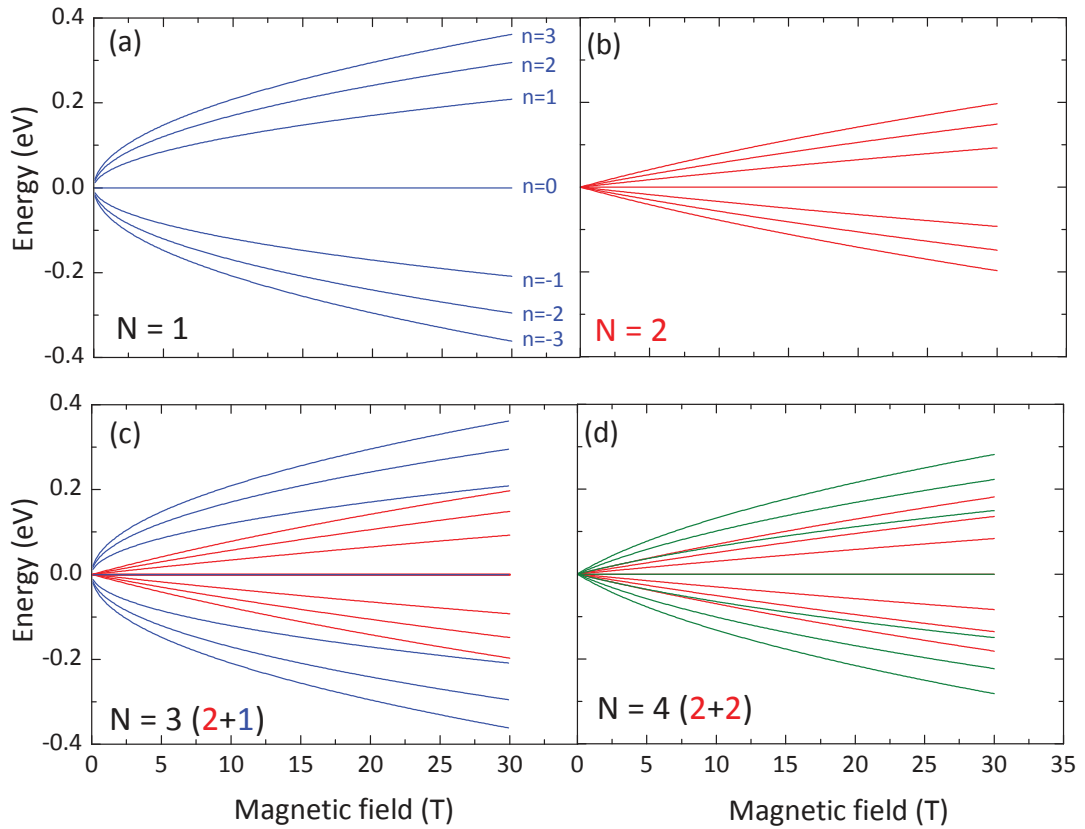 (a)
(b)
0.4
0.2
0.0
-0.2
-0.4
Energy (eV)
n=3
n=2
n=1
n=0
n=-1
n=-2
n=-3
N = 1
N = 2
(c)
(d)
0.4
0.2
0.0
-0.2
-0.4
Energy (eV)
N = 3 (2+1)
N = 4 (2+2)
0 5 10 15 20 25 30 0 5 10 15 20 25 30 35
Magnetic field (T) Magnetic field (T)